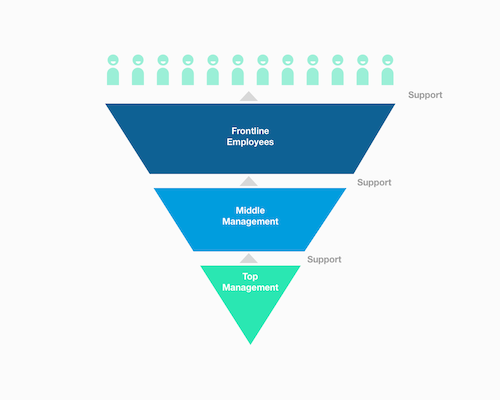 Support
Frontline
Employees
Support
Middle
Management
Support
Top
Management